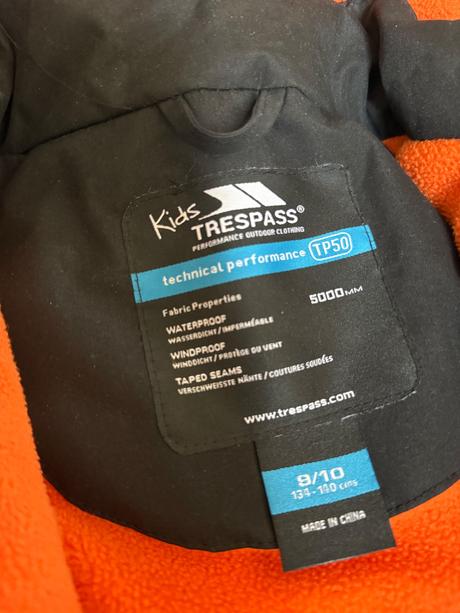 Kids
TRESPASS®
PERFORMANCE OUTDOOR CLOTHING
technical performance TP50
Fabric Properties 5000MM
WATERPROOF
WASSERDICHT / IMPERMÉABLE
WINDPROOF
WINDDICHT / PROTÈGE DU VENT
TAPED SEAMS
VERSCHWEISSTE NÄHTE / COUTURES SOUDÉES
www.trespass.com
9/10
134 - 140 cms
MADE IN CHINA